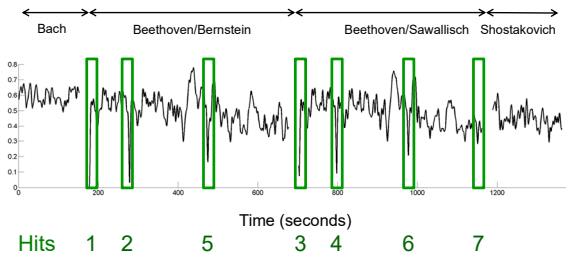 Bach Beethoven/Bernstein Beethoven/Sawallisch Shostakovich
0.8
0.7
0.6
0.5
0.4
0.3
0.2
0.1
0 200 400 600 800 1000 1200
Time (seconds)
Hits 1 2 5 3 4 6 7